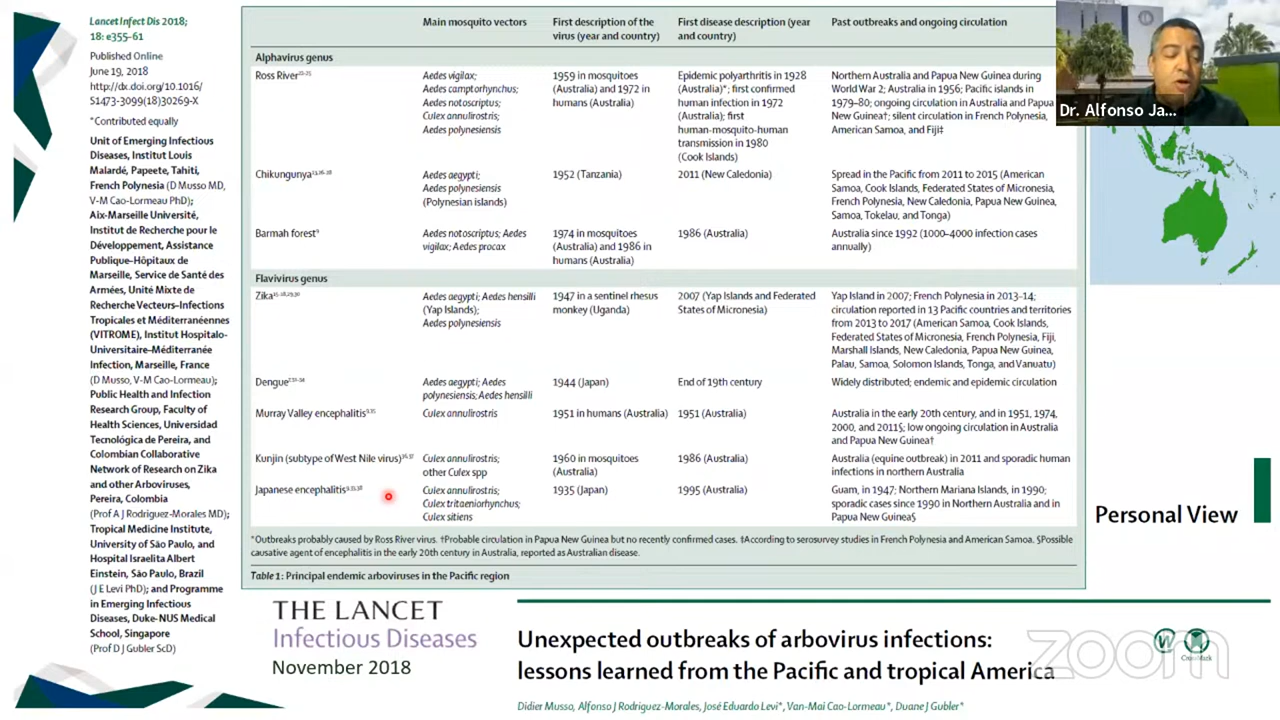 Lancet Infect Dis 2018;
18: e355–61
Published Online
June 19, 2018
http://dx.doi.org/10.1016/
S1473-3099(18)30269-X
*Contributed equally
Unit of Emerging Infectious
Diseases, Institut Louis
Malardé, Papeete, Tahiti,
French Polynesia (D Musso MD,
V-M Cao-Lormeau PhD);
Aix-Marseille Université,
Institut de Recherche pour le
Développement, Assistance
Publique–Hôpitaux de
Marseille, Service de Santé des
Armées, Unité Mixte de
Recherche Vecteurs–Infections
Tropicales et Méditerranéennes
(VITROME), Institut Hospitalo-
Universitaire–Méditerranée
Infection, Marseille, France
(D Musso, V-M Cao-Lormeau);
Public Health and Infection
Research Group, Faculty of
Health Sciences, Universidad
Tecnológica de Pereira, and
Colombian Collaborative
Network of Research on Zika
and other Arboviruses,
Pereira, Colombia
(Prof A J Rodriguez-Morales MD);
Tropical Medicine Institute,
University of São Paulo, and
Hospital Israelita Albert
Einstein, São Paulo, Brazil
(J E Levi PhD); and Programme
in Emerging Infectious
Diseases, Duke-NUS Medical
School, Singapore
(Prof D J Gubler ScD)
Main mosquito vectors
First description of the
virus (year and country)
First disease description (year
and country)
Past outbreaks and ongoing circulation
Alphavirus genus
Ross River
Aedes vigilax;
Aedes camptorhynchus;
Aedes notoscriptus;
Culex annulirostris;
Aedes polynesiensis
1959 in mosquitoes
(Australia) and 1972 in
humans (Australia)
Epidemic polyarthritis in 1928
(Australia)*; first confirmed
human infection in 1972
(Australia); first
human-mosquito-human
transmission in 1980
(Cook Islands)
Northern Australia and Papua New Guinea during
World War 2; Australia in 1956; Pacific islands in
1979–80; ongoing circulation in Australia and Papua
New Guinea†; silent circulation in French Polynesia,
American Samoa, and Fiji‡
Chikungunya
Aedes aegypti;
Aedes polynesiensis
(Polynesian islands)
1952 (Tanzania)
2011 (New Caledonia)
Spread in the Pacific from 2011 to 2015 (American
Samoa, Cook Islands, Federated States of Micronesia,
French Polynesia, New Caledonia, Papua New Guinea,
Samoa, Tokelau, and Tonga)
Barmah forest
Aedes notoscriptus; Aedes
vigilax; Aedes procax
1974 in mosquitoes
(Australia) and 1986 in
humans (Australia)
1986 (Australia)
Australia since 1992 (1000–4000 infection cases
annually)
Flavivirus genus
Zika
Aedes aegypti; Aedes hensilli
(Yap Islands);
Aedes polynesiensis
1947 in a sentinel rhesus
monkey (Uganda)
2007 (Yap Islands and Federated
States of Micronesia)
Yap Island in 2007; French Polynesia in 2013–14;
circulation reported in 13 Pacific countries and territories
from 2013 to 2017 (American Samoa, Cook Islands,
Federated States of Micronesia, French Polynesia, Fiji,
Marshall Islands, New Caledonia, Papua New Guinea,
Palau, Samoa, Solomon Islands, Tonga, and Vanuatu)
Dengue
Aedes aegypti; Aedes
polynesiensis; Aedes hensilli
1944 (Japan)
End of 19th century
Widely distributed; endemic and epidemic circulation
Murray Valley encephalitis
Culex annulirostris
1951 in humans (Australia)
1951 (Australia)
Australia in the early 20th century, and in 1951, 1974,
2000, and 2011§; low ongoing circulation in Australia
and Papua New Guinea†
Kunjin (subtype of West Nile virus)
Culex annulirostris;
other Culex spp
1960 in mosquitoes
(Australia)
1986 (Australia)
Australia (equine outbreak) in 2011 and sporadic human
infections in northern Australia
Japanese encephalitis
Culex annulirostris;
Culex tritaeniorhynchus;
Culex sitiens
1935 (Japan)
1995 (Australia)
Guam, in 1947; Northern Mariana Islands, in 1990;
sporadic cases since 1990 in Northern Australia and in
Papua New Guinea§
*Outbreaks probably caused by Ross River virus. †Probable circulation in Papua New Guinea but no recently confirmed cases. ‡According to serosurvey studies in French Polynesia and American Samoa. §Possible
causative agent of encephalitis in the early 20th century in Australia, reported as Australian disease.
Table 1: Principal endemic arboviruses in the Pacific region
Dr. Alfonso Ja...
Personal View
THE LANCET
Infectious Diseases
November 2018
Unexpected outbreaks of arbovirus infections:
lessons learned from the Pacific and tropical America
Didier Musso, Alfonso J Rodriguez-Morales, José Eduardo Levi*, Van-Mai Cao-Lormeau*, Duane J Gubler*
zoom
CrossMark